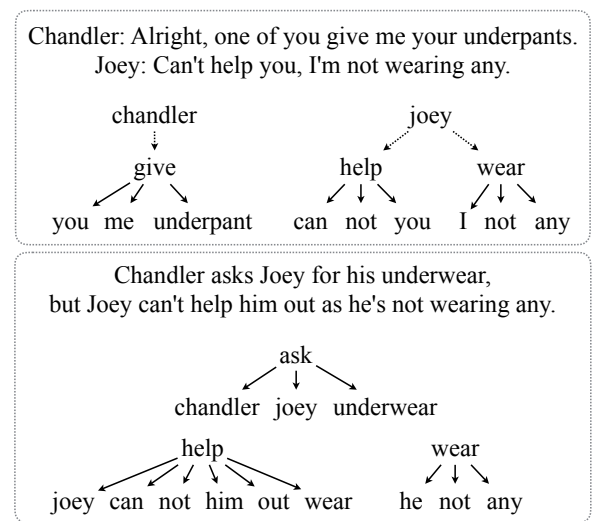 Chandler: Alright, one of you give me your underpants.
Joey: Can't help you, I'm not wearing any.
chandler joey
give help wear
you me underpant can not you I not any
Chandler asks Joey for his underwear,
but Joey can't help him out as he's not wearing any.
ask
chandler joey underwear
help wear
joey can not him out wear he not any